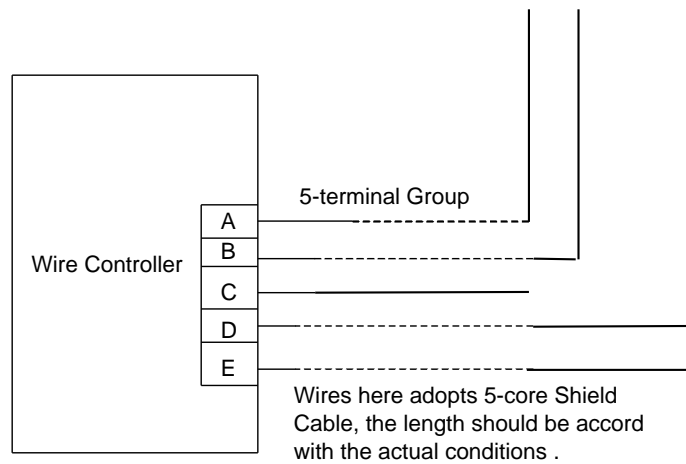 5-terminal Group
A
B
Wire Controller
C
D
E
Wires here adopts 5-core Shield
Cable, the length should be accord
with the actual conditions .